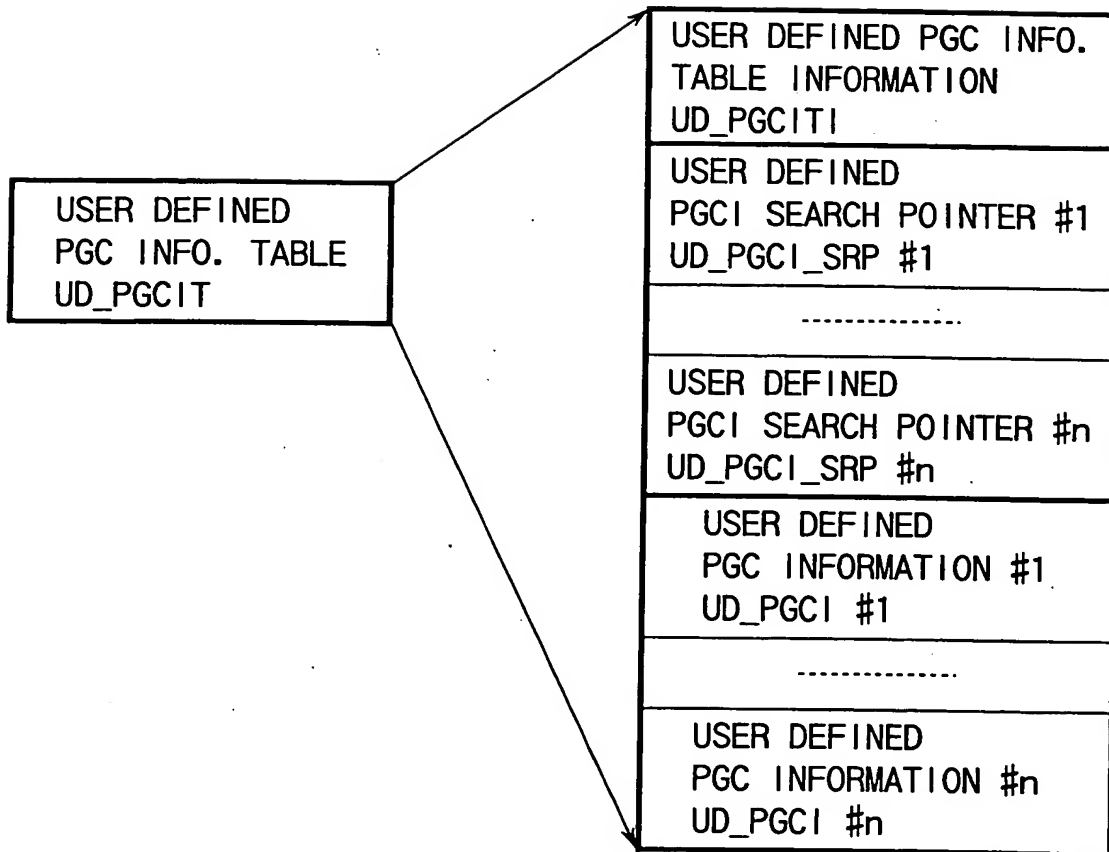 USER DEFINED
PGC INFO. TABLE
UD_PGCIT
USER DEFINED PGC INFO.
TABLE INFORMATION
UD_PGCITI
USER DEFINED
PGCI SEARCH POINTER #1
UD_PGCI_SRP #1
USER DEFINED
PGCI SEARCH POINTER #n
UD_PGCI_SRP #n
USER DEFINED
PGC INFORMATION #1
UD_PGCI #1
USER DEFINED
PGC INFORMATION #n
UD_PGCI #n